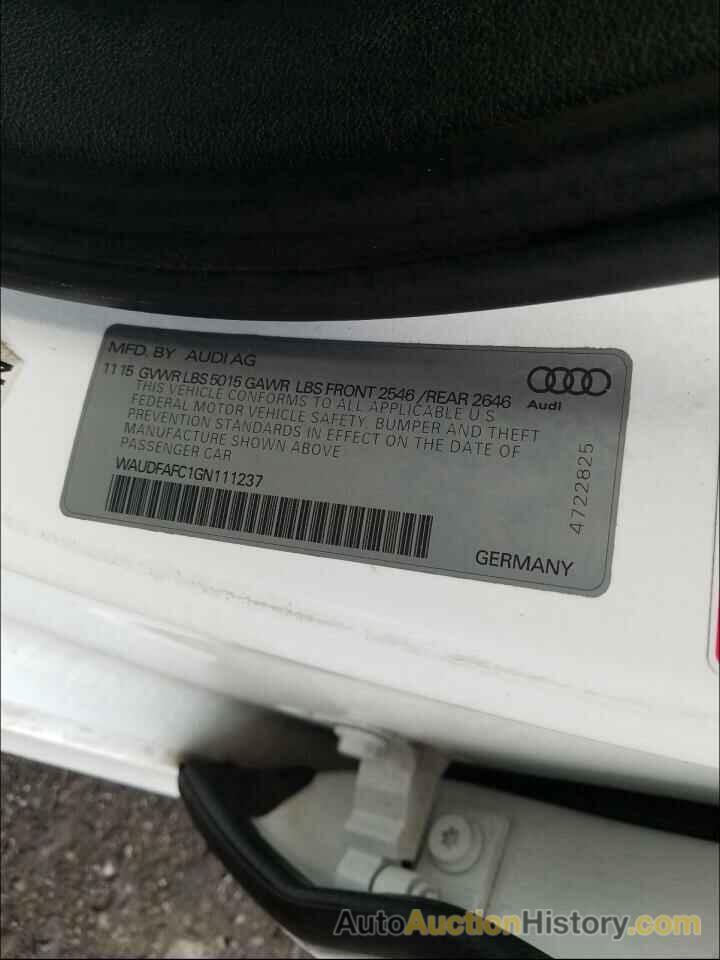 MFD. BY AUDI AG
11 15 GVWR LBS 5015 GAWR LBS FRONT 2546 /REAR 2646
THIS VEHICLE CONFORMS TO ALL APPLICABLE U S
FEDERAL MOTOR VEHICLE SAFETY, BUMPER AND THEFT
PREVENTION STANDARDS IN EFFECT ON THE DATE OF
MANUFACTURE SHOWN ABOVE
PASSENGER CAR
WAUDFAFC1GN111237
Audi
4722825
GERMANY
AutoAuctionHistory.com